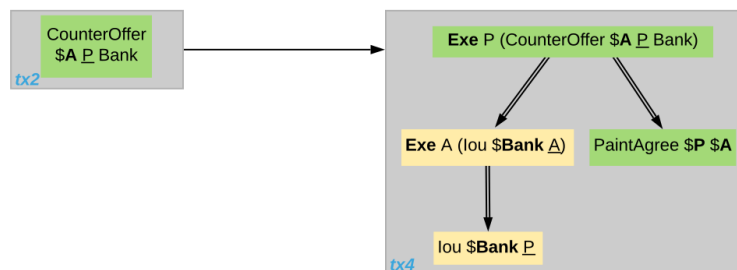 CounterOffer
$A P Bank
tx2
Exe P (CounterOffer $A P Bank)
Exe A (Iou $Bank A)
PaintAgree $P $A
Iou $Bank P
tx4